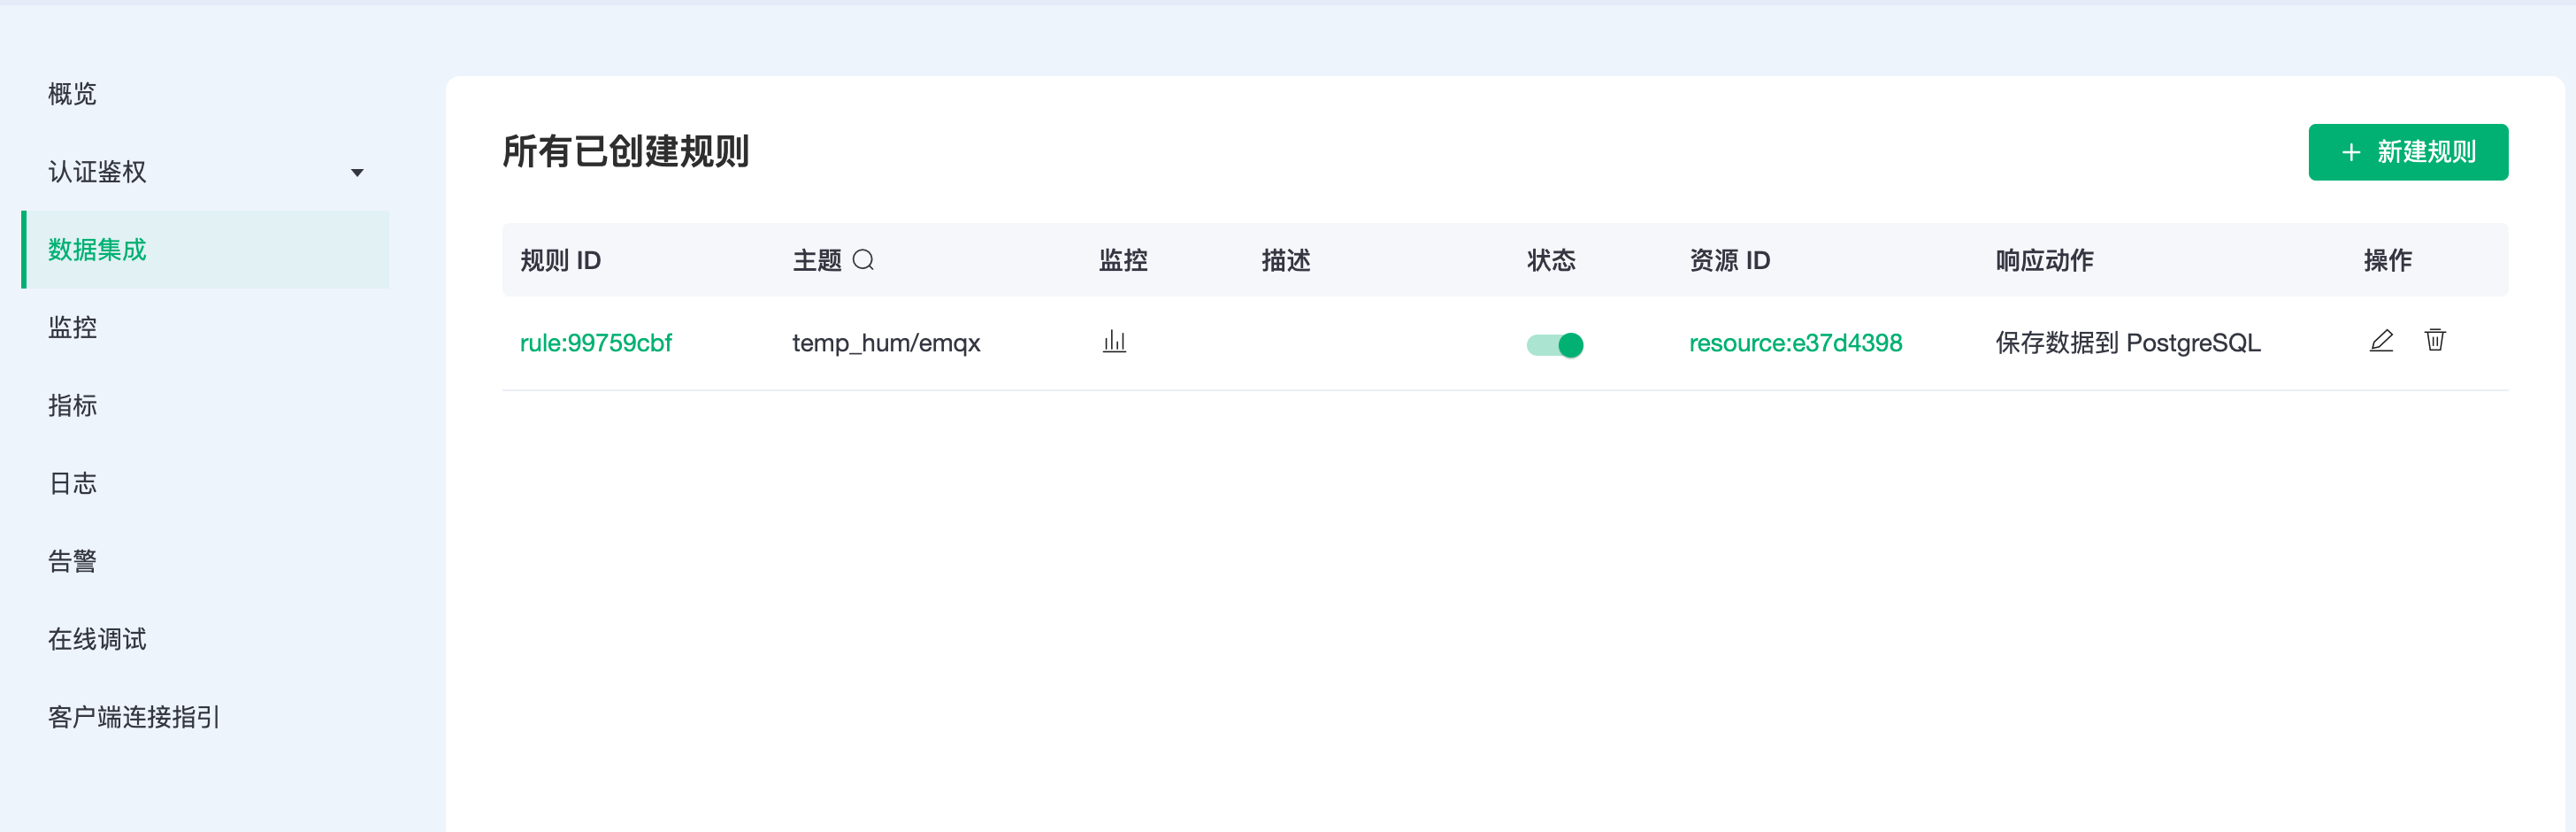 概览
认证鉴权
数据集成
监控
指标
日志
告警
在线调试
客户端连接指引
所有已创建规则
+ 新建规则
规则 ID 主题 监控 描述 状态 资源 ID 响应动作 操作
rule:99759cbf temp_hum/emqx resource:e37d4398 保存数据到 PostgreSQL